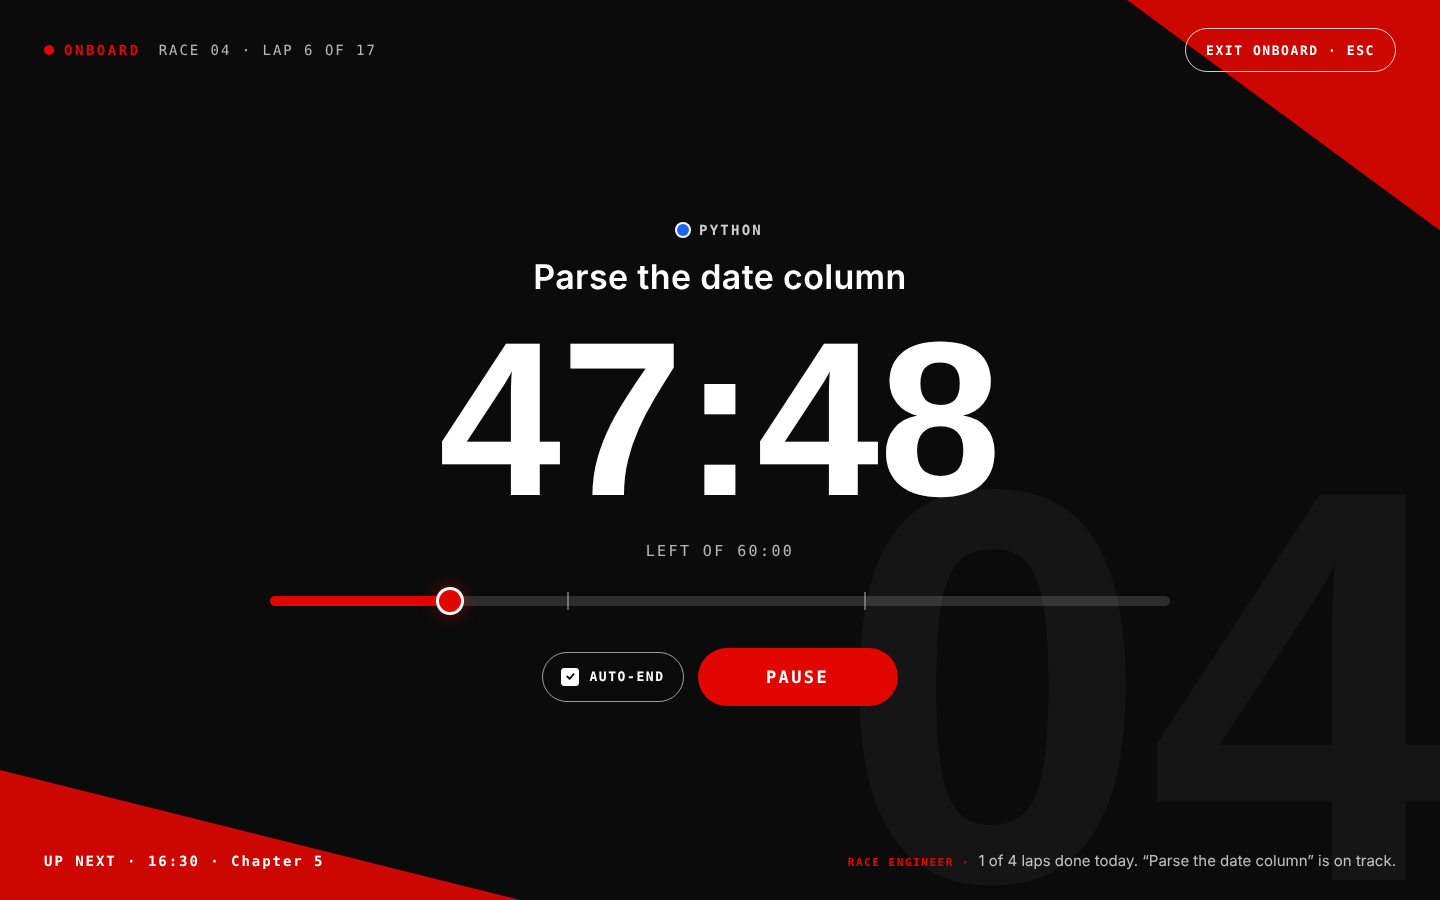 ONBOARD RACE 04 · LAP 6 OF 17
EXIT ONBOARD · ESC
PYTHON
Parse the date column
47:48
LEFT OF 60:00
AUTO-END
PAUSE
04
UP NEXT · 16:30 · Chapter 5
RACE ENGINEER · 1 of 4 laps done today. “Parse the date column” is on track.